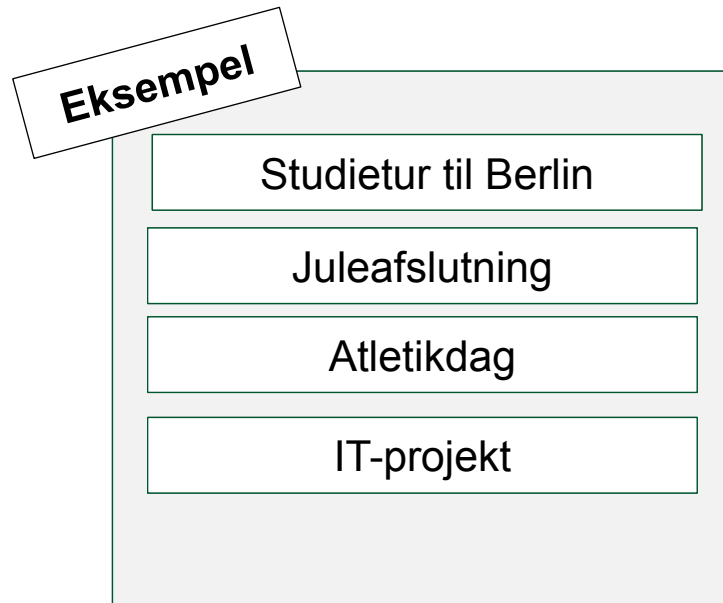 Eksempel
Studietur til Berlin
Juleafslutning
Atletikdag
IT-projekt